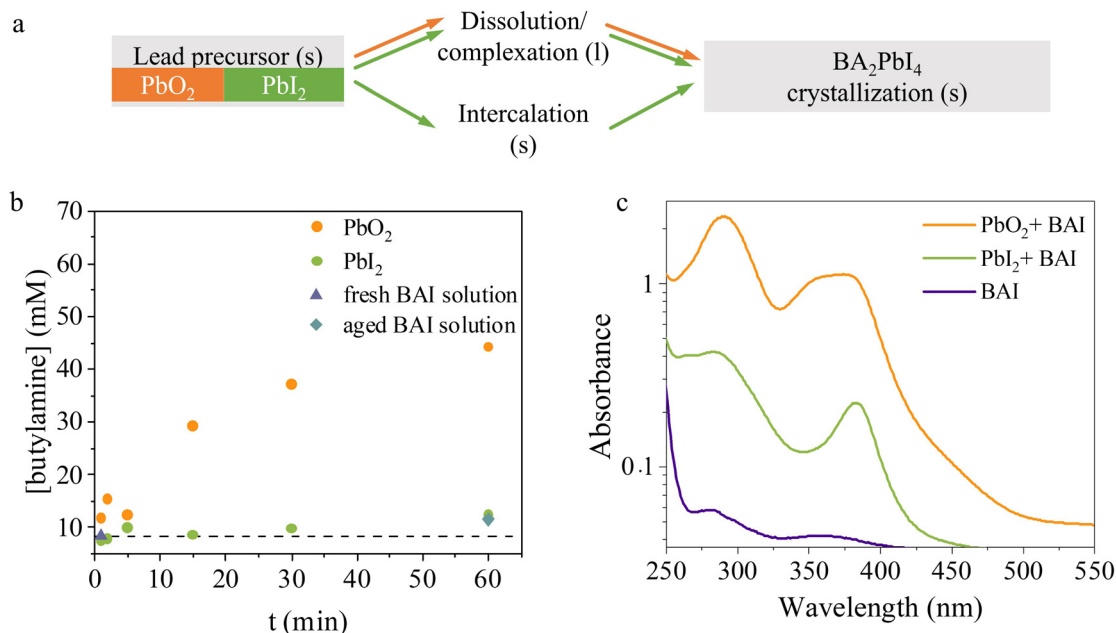 a
Lead precursor (s)
PbO₂ PbI₂
Dissolution/
complexation (l)
Intercalation
(s)
BA₂PbI₄
crystallization (s)
b
[butylamine] (mM)
70
60
50
40
30
20
10
0 10 20 30 40 50 60
t (min)
PbO₂
PbI₂
fresh BAI solution
aged BAI solution
c
Absorbance
1
0.1
250 300 350 400 450 500 550
Wavelength (nm)
PbO₂+ BAI
PbI₂+ BAI
BAI